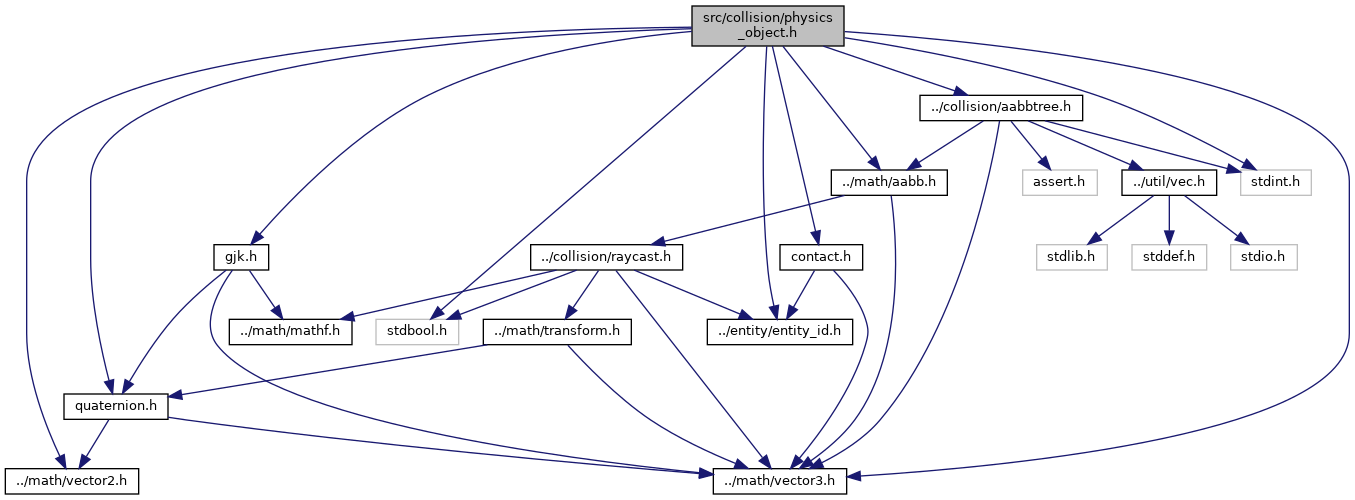 src/collision/physics
_object.h
../collision/aabbtree.h
../math/aabb.h
assert.h
../util/vec.h
stdint.h
gjk.h
../collision/raycast.h
contact.h
stdlib.h
stddef.h
stdio.h
../math/mathf.h
stdbool.h
../math/transform.h
../entity/entity_id.h
quaternion.h
../math/vector2.h
../math/vector3.h